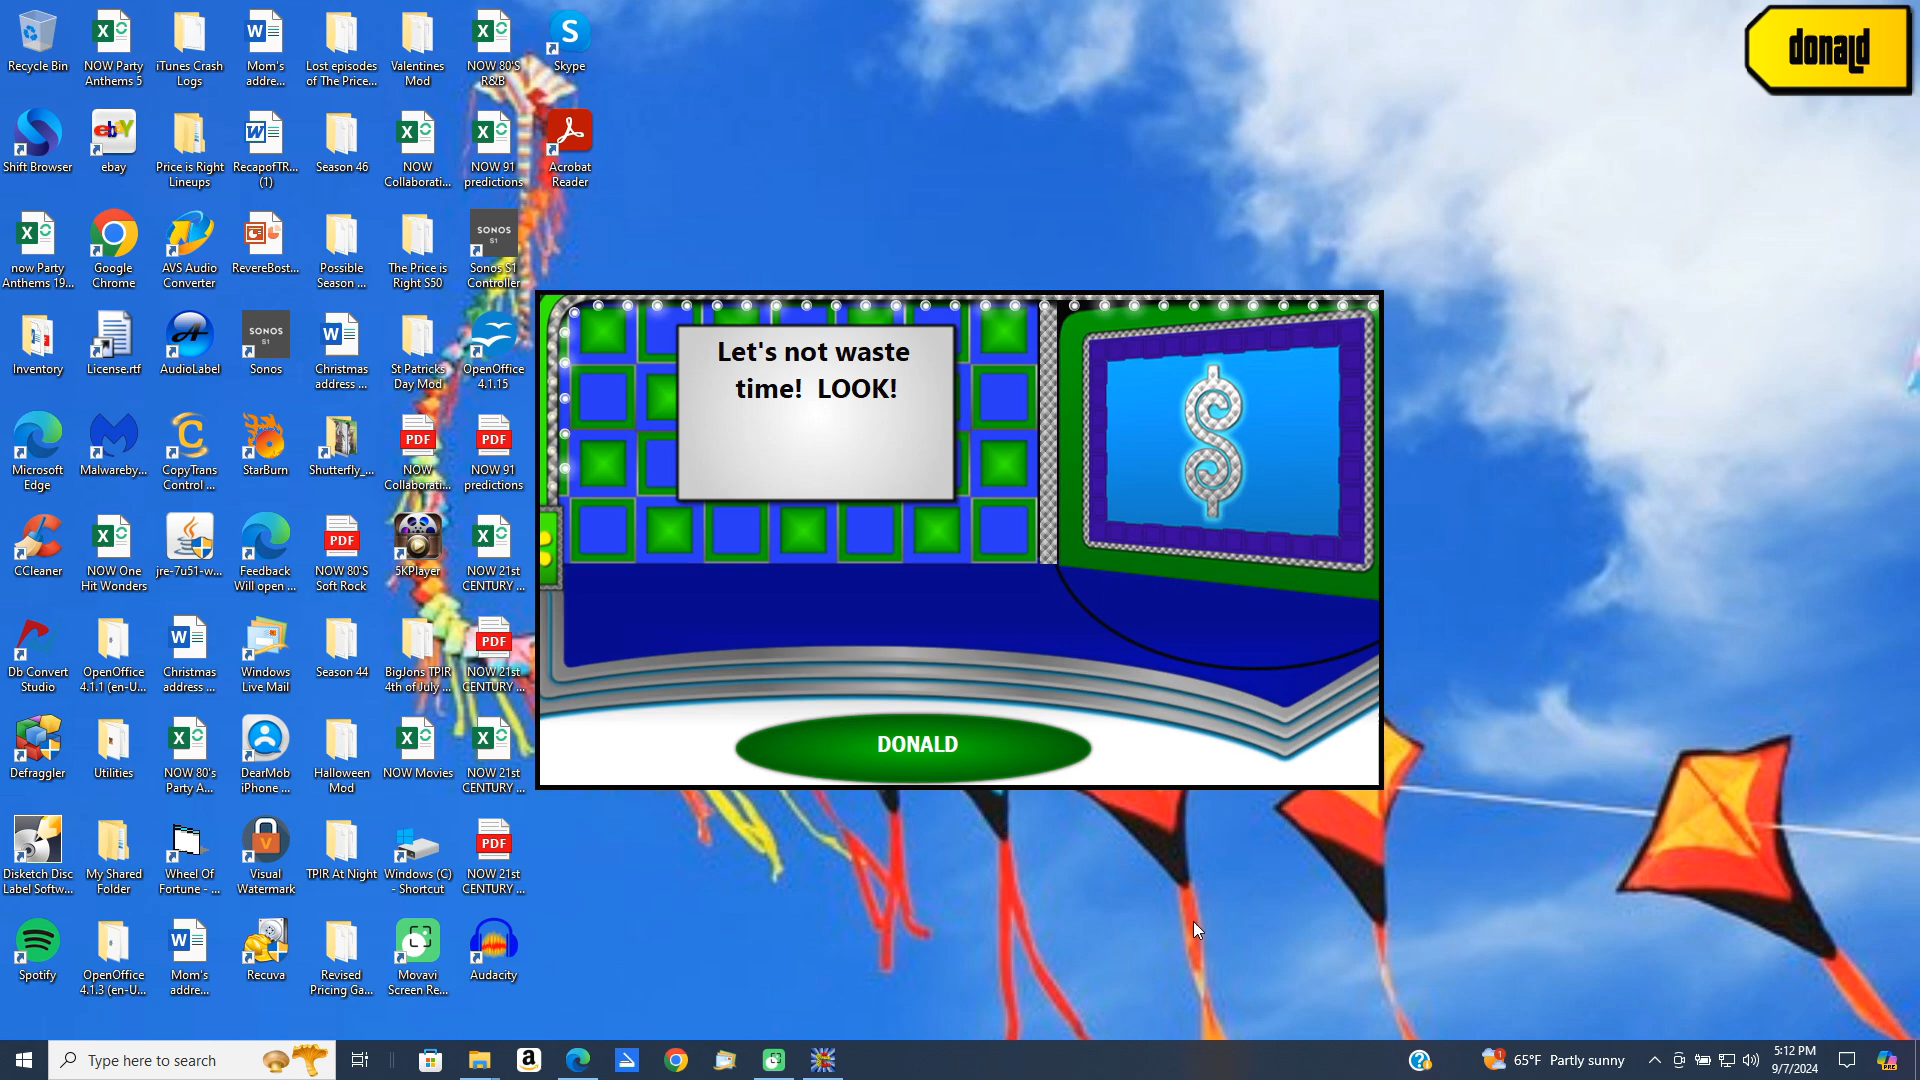 Recycle Bin
NOW Party
Anthems 5
iTunes Crash
Logs
Mom's
addre...
Lost episodes
of The Price...
Valentines
Mod
NOW 80'S
R&B
Skype
donald
Shift Browser
ebay
Price is Right
Lineups
RecapofTR...
(1)
Season 46
NOW
Collaborati...
NOW 91
predictions
Acrobat
Reader
now Party
Anthems 19...
Google
Chrome
AVS Audio
Converter
RevereBost...
Possible
Season ...
The Price is
Right S50
SONOS
S1
Sonos S1
Controller
Inventory
License.rtf
AudioLabel
SONOS
S1
Sonos
Christmas
address ...
St Patricks
Day Mod
OpenOffice
4.1.15
Let's not waste
time! LOOK!
Microsoft
Edge
Malwareby...
CopyTrans
Control ...
StarBurn
Shutterfly_...
PDF
NOW
Collaborati...
PDF
NOW 91
predictions
CCleaner
NOW One
Hit Wonders
jre-7u51-w...
Feedback
Will open ...
PDF
NOW 80'S
Soft Rock
5KPlayer
NOW 21st
CENTURY ...
Db Convert
Studio
OpenOffice
4.1.1 (en-U...
Christmas
address ...
Windows
Live Mail
Season 44
BigJons TPIR
4th of July ...
PDF
NOW 21st
CENTURY ...
DONALD
Defraggler
Utilities
NOW 80's
Party A...
DearMob
iPhone ...
Halloween
Mod
NOW Movies
NOW 21st
CENTURY ...
Disketch Disc
Label Softw...
My Shared
Folder
Wheel Of
Fortune - ...
Visual
Watermark
TPIR At Night
Windows (C)
- Shortcut
PDF
NOW 21st
CENTURY ...
Spotify
OpenOffice
4.1.3 (en-U...
Mom's
addre...
Recuva
Revised
Pricing Ga...
Movavi
Screen Re...
Audacity
Type here to search
65°F Partly sunny
5:12 PM
9/7/2024